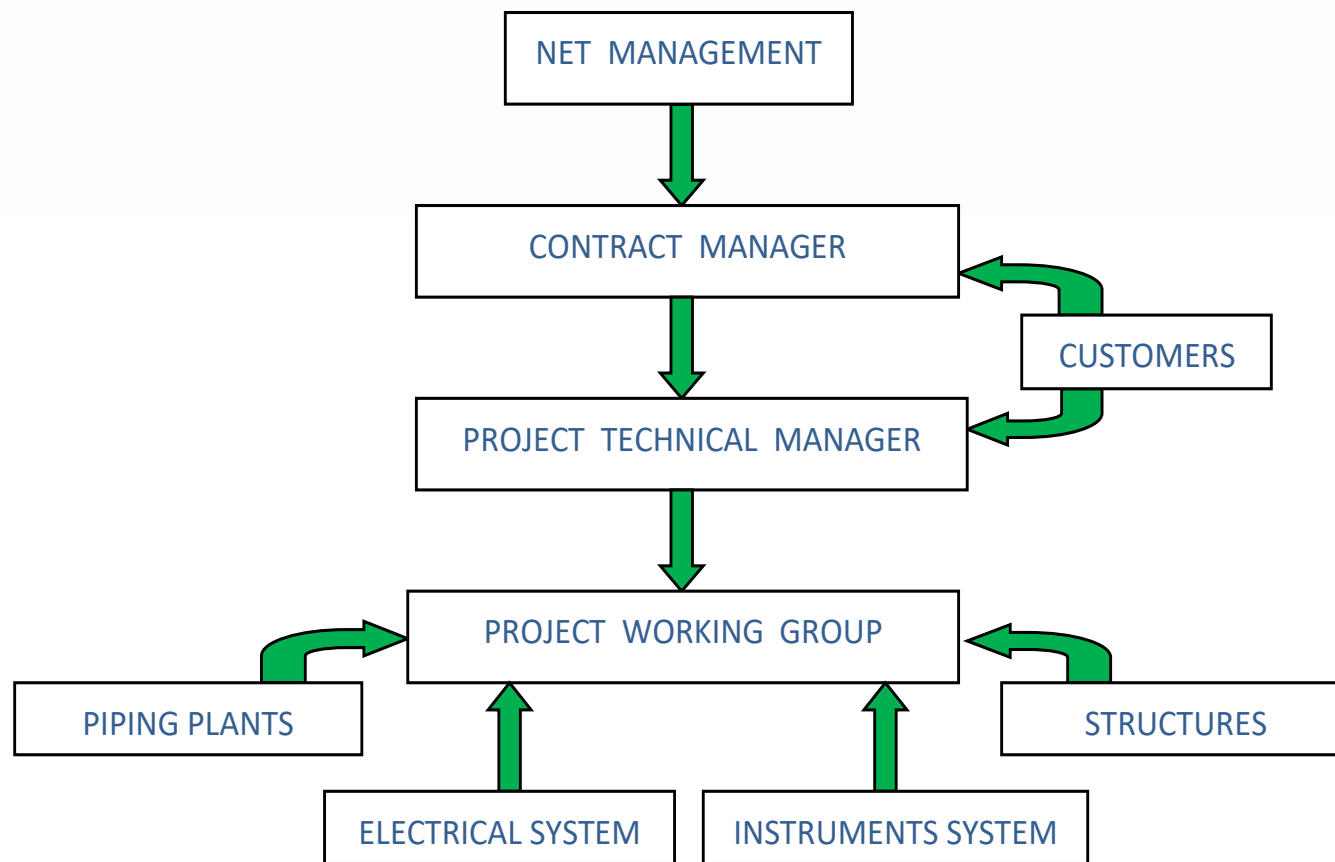 NET MANAGEMENT
CONTRACT MANAGER
CUSTOMERS
PROJECT TECHNICAL MANAGER
PROJECT WORKING GROUP
PIPING PLANTS
STRUCTURES
ELECTRICAL SYSTEM
INSTRUMENTS SYSTEM